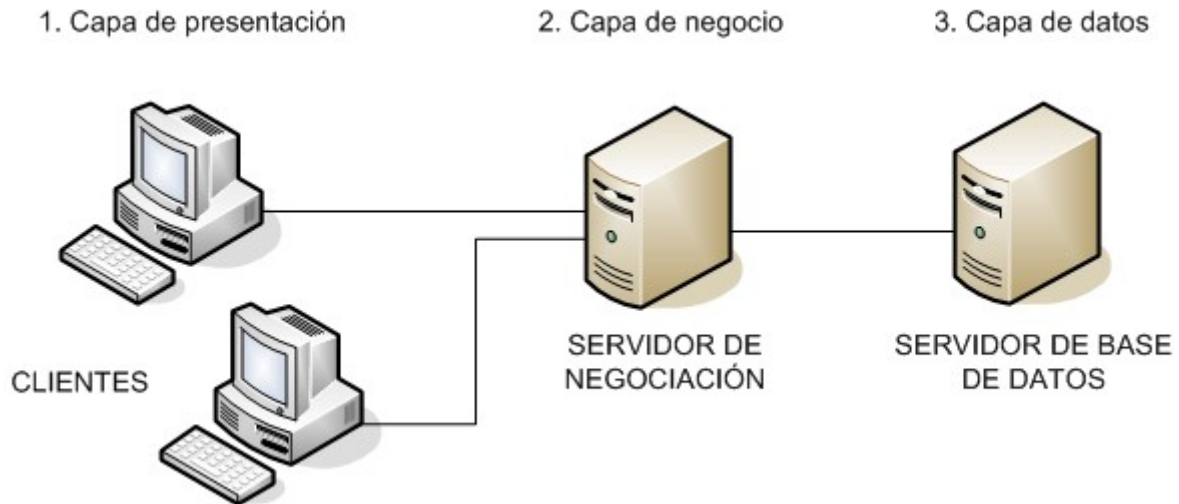 1. Capa de presentación
2. Capa de negocio
3. Capa de datos
CLIENTES
SERVIDOR DE
NEGOCIACIÓN
SERVIDOR DE BASE
DE DATOS